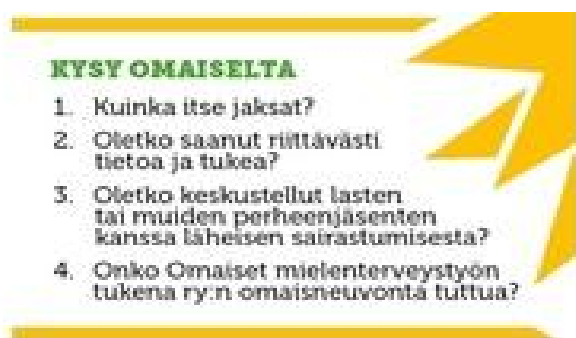 KYSY OMAISELTA
1. Kuinka itse jaksat?
2. Oletko saanut riittävästi
tietoa ja tukea?
3. Oletko keskustellut lasten
tai muiden perheenjäsenten
kanssa läheisen sairastumisesta?
4. Onko Omaiset mielenterveystyön
tukena ry:n omaisneuvonta tuttua?